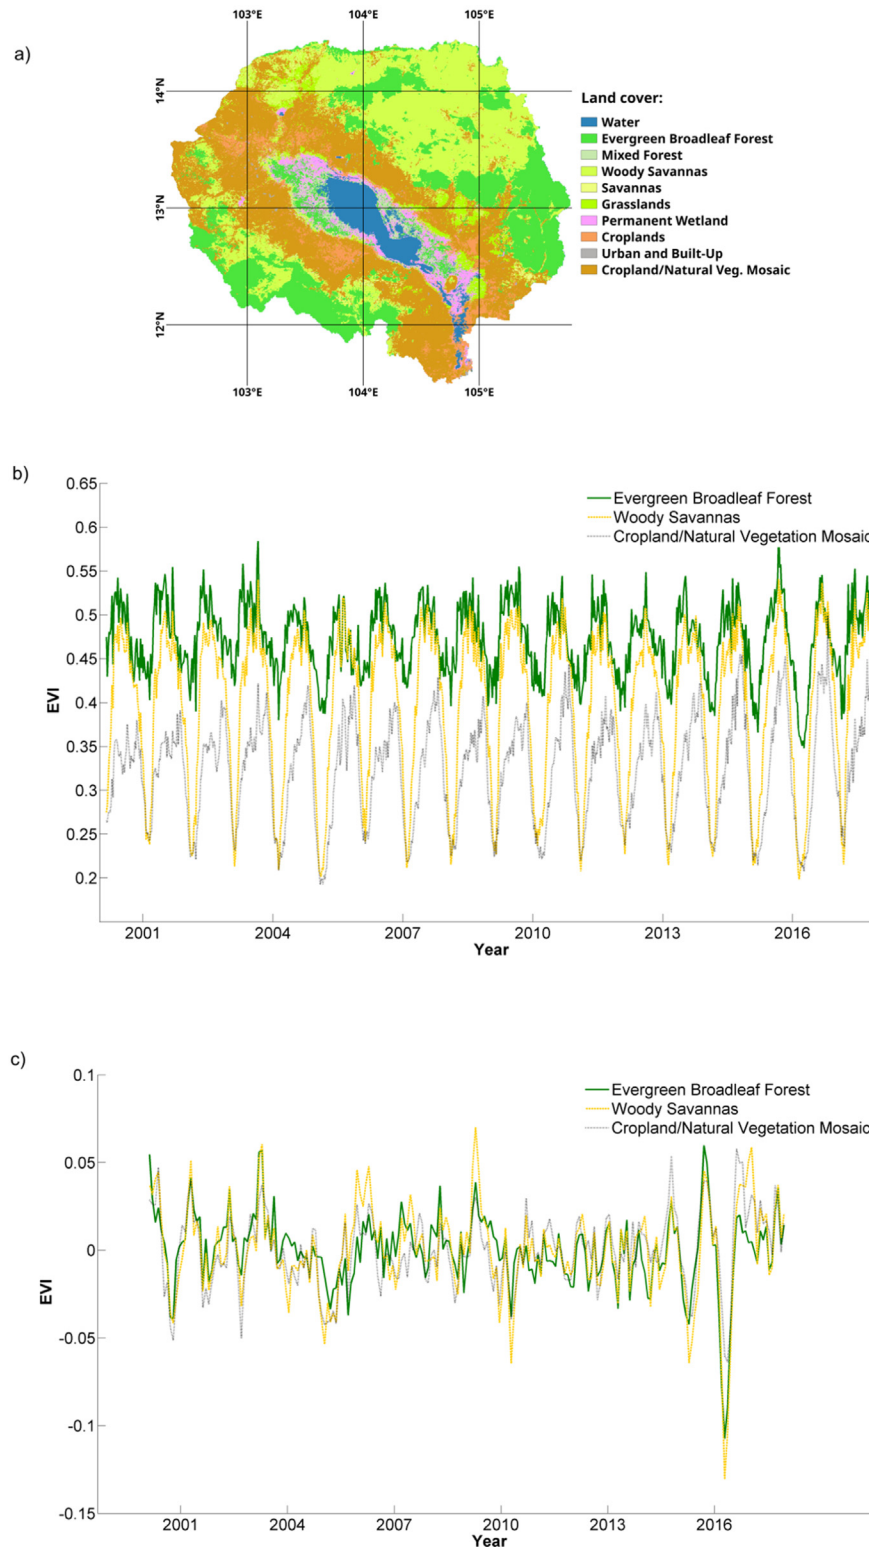 a)
103°E 104°E 105°E
14°N
13°N
12°N
103°E 104°E 105°E
Land cover:
Water
Evergreen Broadleaf Forest
Mixed Forest
Woody Savannas
Savannas
Grasslands
Permanent Wetland
Croplands
Urban and Built-Up
Cropland/Natural Veg. Mosaic
b)
0.65
0.6
0.55
0.5
0.45
0.4
0.35
0.3
0.25
0.2
EVI
Evergreen Broadleaf Forest
Woody Savannas
Cropland/Natural Vegetation Mosaic
2001 2004 2007 2010 2013 2016
Year
c)
0.1
0.05
0
-0.05
-0.1
-0.15
EVI
Evergreen Broadleaf Forest
Woody Savannas
Cropland/Natural Vegetation Mosaic
2001 2004 2007 2010 2013 2016
Year